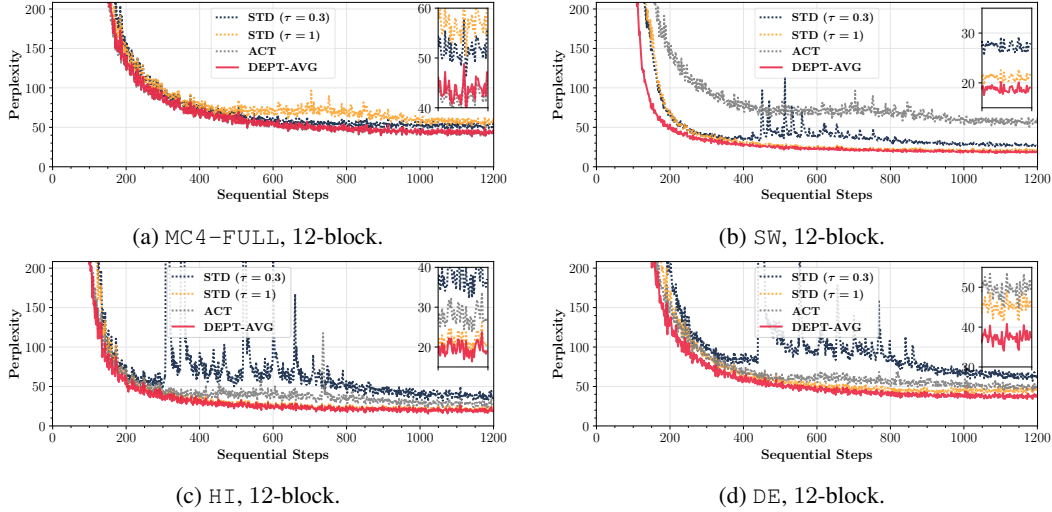 200
150
100
50
0
Perplexity
STD (τ = 0.3)
STD (τ = 1)
ACT
DEPT-AVG
60
50
40
200 400 600 800 1000 1200
Sequential Steps
(a) MC4-FULL, 12-block.
200
150
100
50
0
Perplexity
STD (τ = 0.3)
STD (τ = 1)
ACT
DEPT-AVG
30
20
0 200 400 600 800 1000 1200
Sequential Steps
(b) SW, 12-block.
200
150
100
50
0
Perplexity
STD (τ = 0.3)
STD (τ = 1)
ACT
DEPT-AVG
40
30
20
0 200 400 600 800 1000 1200
Sequential Steps
(c) HI, 12-block.
200
150
100
50
0
Perplexity
STD (τ = 0.3)
STD (τ = 1)
ACT
DEPT-AVG
50
40
30
0 200 400 600 800 1000 1200
Sequential Steps
(d) DE, 12-block.